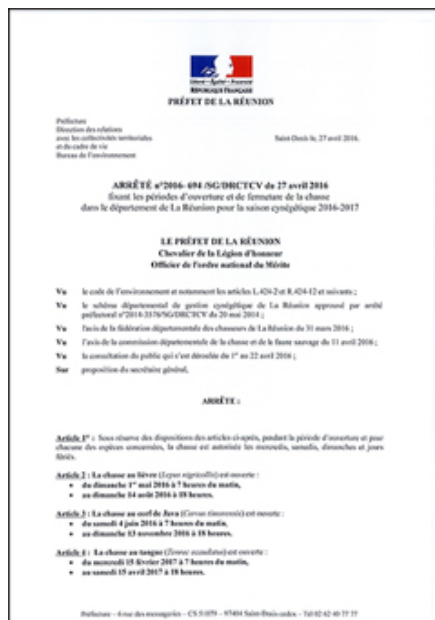 Liberté • Égalité • Fraternité
RÉPUBLIQUE FRANÇAISE
PRÉFET DE LA RÉUNION
Préfecture
Direction des relations
avec les collectivités territoriales
et du cadre de vie
Bureau de l'environnement
Saint-Denis le, 27 avril 2016.
ARRÊTÉ n°2016- 694 /SG/DRCTCV du 27 avril 2016
fixant les périodes d'ouverture et de fermeture de la chasse
dans le département de La Réunion pour la saison cynégétique 2016-2017
LE PRÉFET DE LA RÉUNION
Chevalier de la Légion d'honneur
Officier de l'ordre national du Mérite
Vu le code de l'environnement et notamment les articles L.424-2 et R.424-12 et suivants ;
Vu le schéma départemental de gestion cynégétique de La Réunion approuvé par arrêté
préfectoral n°2014-3376/SG/DRCTCV du 20 mai 2014 ;
Vu l'avis de la fédération départementale des chasseurs de La Réunion du 31 mars 2016 ;
Vu l'avis de la commission départementale de la chasse et de la faune sauvage du 11 avril 2016 ;
Vu la consultation du public qui s'est déroulée du 1er au 22 avril 2016 ;
Sur proposition du secrétaire général,
ARRÊTE :
Article 1er : Sous réserve des dispositions des articles ci-après, pendant la période d'ouverture et pour
chacune des espèces concernées, la chasse est autorisée les mercredis, samedis, dimanches et jours
fériés.
Article 2 : La chasse au lièvre (Lepus nigricollis) est ouverte :
• du dimanche 1er mai 2016 à 7 heures du matin,
• au dimanche 14 août 2016 à 18 heures.
Article 3 : La chasse au cerf de Java (Cervus timorensis) est ouverte :
• du samedi 4 juin 2016 à 7 heures du matin,
• au dimanche 13 novembre 2016 à 18 heures.
Article 4 : La chasse au tangue (Tenrec ecaudatus) est ouverte :
• du mercredi 15 février 2017 à 7 heures du matin,
• au samedi 15 avril 2017 à 18 heures.
Préfecture – 6 rue des messageries – CS 51079 – 97404 Saint-Denis cedex – Tél 02 62 40 77 77